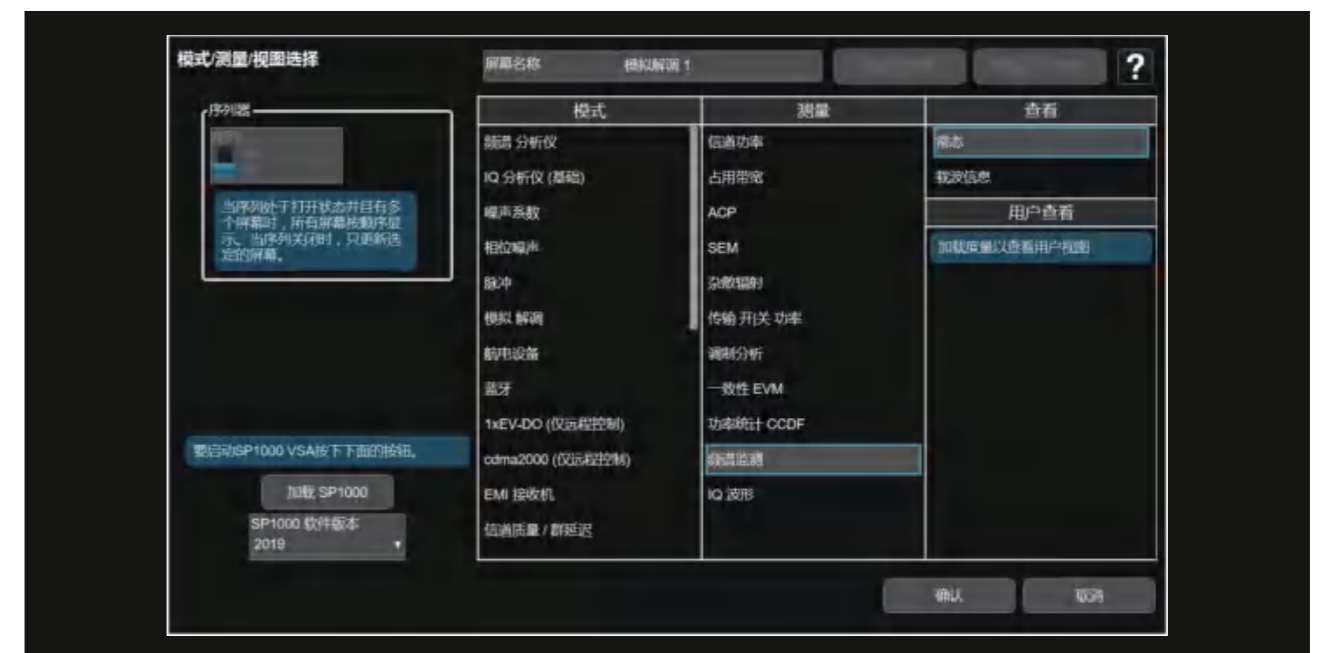 模式/测量/视图选择
屏幕名称 模拟解调 1
?
序列器
当序列处于打开状态并且有多
个屏幕时，所有屏幕按顺序显
示。当序列关闭时，只更新选
定的屏幕。
要启动SP1000 VSA按下下面的按钮。
加载 SP1000
SP1000 软件版本
2019
模式
频谱 分析仪
IQ 分析仪 (基础)
噪声系数
相位噪声
脉冲
模拟 解调
航电设备
蓝牙
1xEV-DO (仅远程控制)
cdma2000 (仅远程控制)
EMI 接收机
信道质量 / 群延迟
测量
信道功率
占用带宽
ACP
SEM
杂散辐射
传输 开|关 功率
调制分析
一致性 EVM
功率统计 CCDF
频谱监测
IQ 波形
查看
常态
载波信息
用户查看
加载度量以查看用户视图
确认
取消